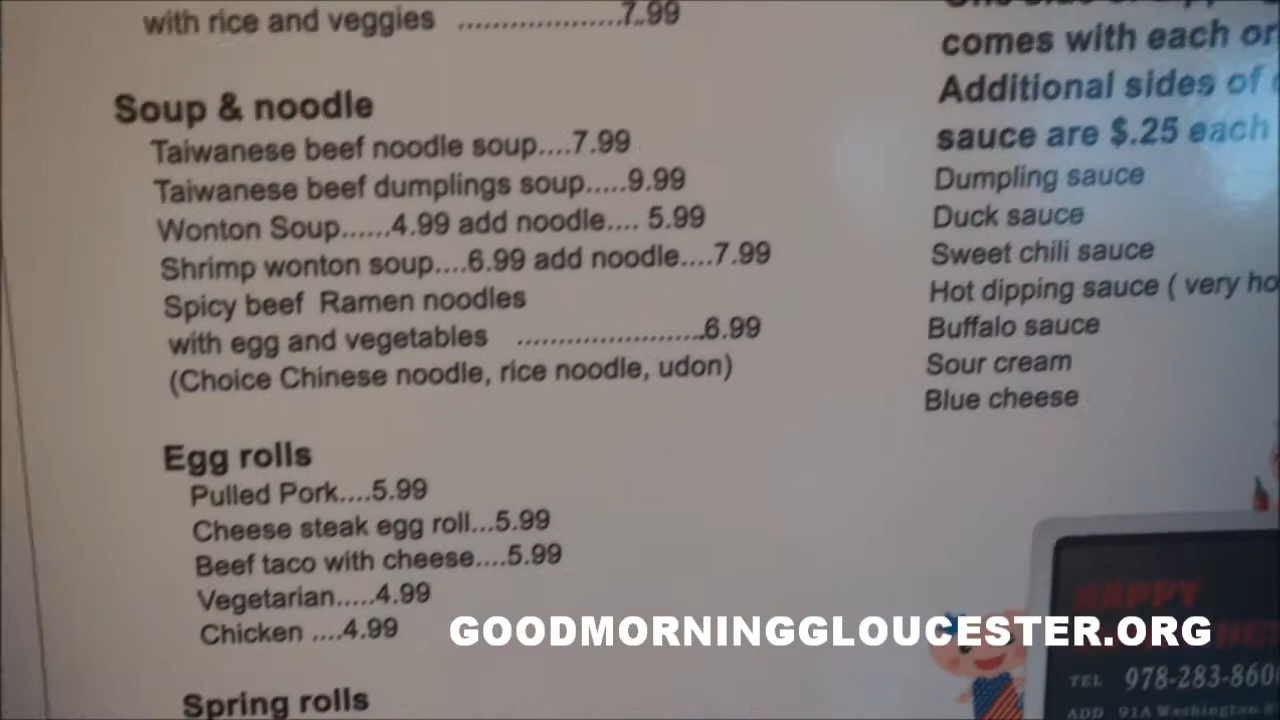 with rice and veggies ......................7.99
Soup & noodle
Taiwanese beef noodle soup....7.99
Taiwanese beef dumplings soup.....9.99
Wonton Soup......4.99 add noodle.... 5.99
Shrimp wonton soup....6.99 add noodle....7.99
Spicy beef Ramen noodles
with egg and vegetables .........................6.99
(Choice Chinese noodle, rice noodle, udon)
Egg rolls
Pulled Pork....5.99
Cheese steak egg roll...5.99
Beef taco with cheese....5.99
Vegetarian.....4.99
Chicken ....4.99
Spring rolls
comes with each
Additional sides of
sauce are $.25 each
Dumpling sauce
Duck sauce
Sweet chili sauce
Hot dipping sauce ( very
Buffalo sauce
Sour cream
Blue cheese
GOODMORNINGGLOUCESTER.ORG
HAPPY
TEL 978-283-860
ADD 91A Washington